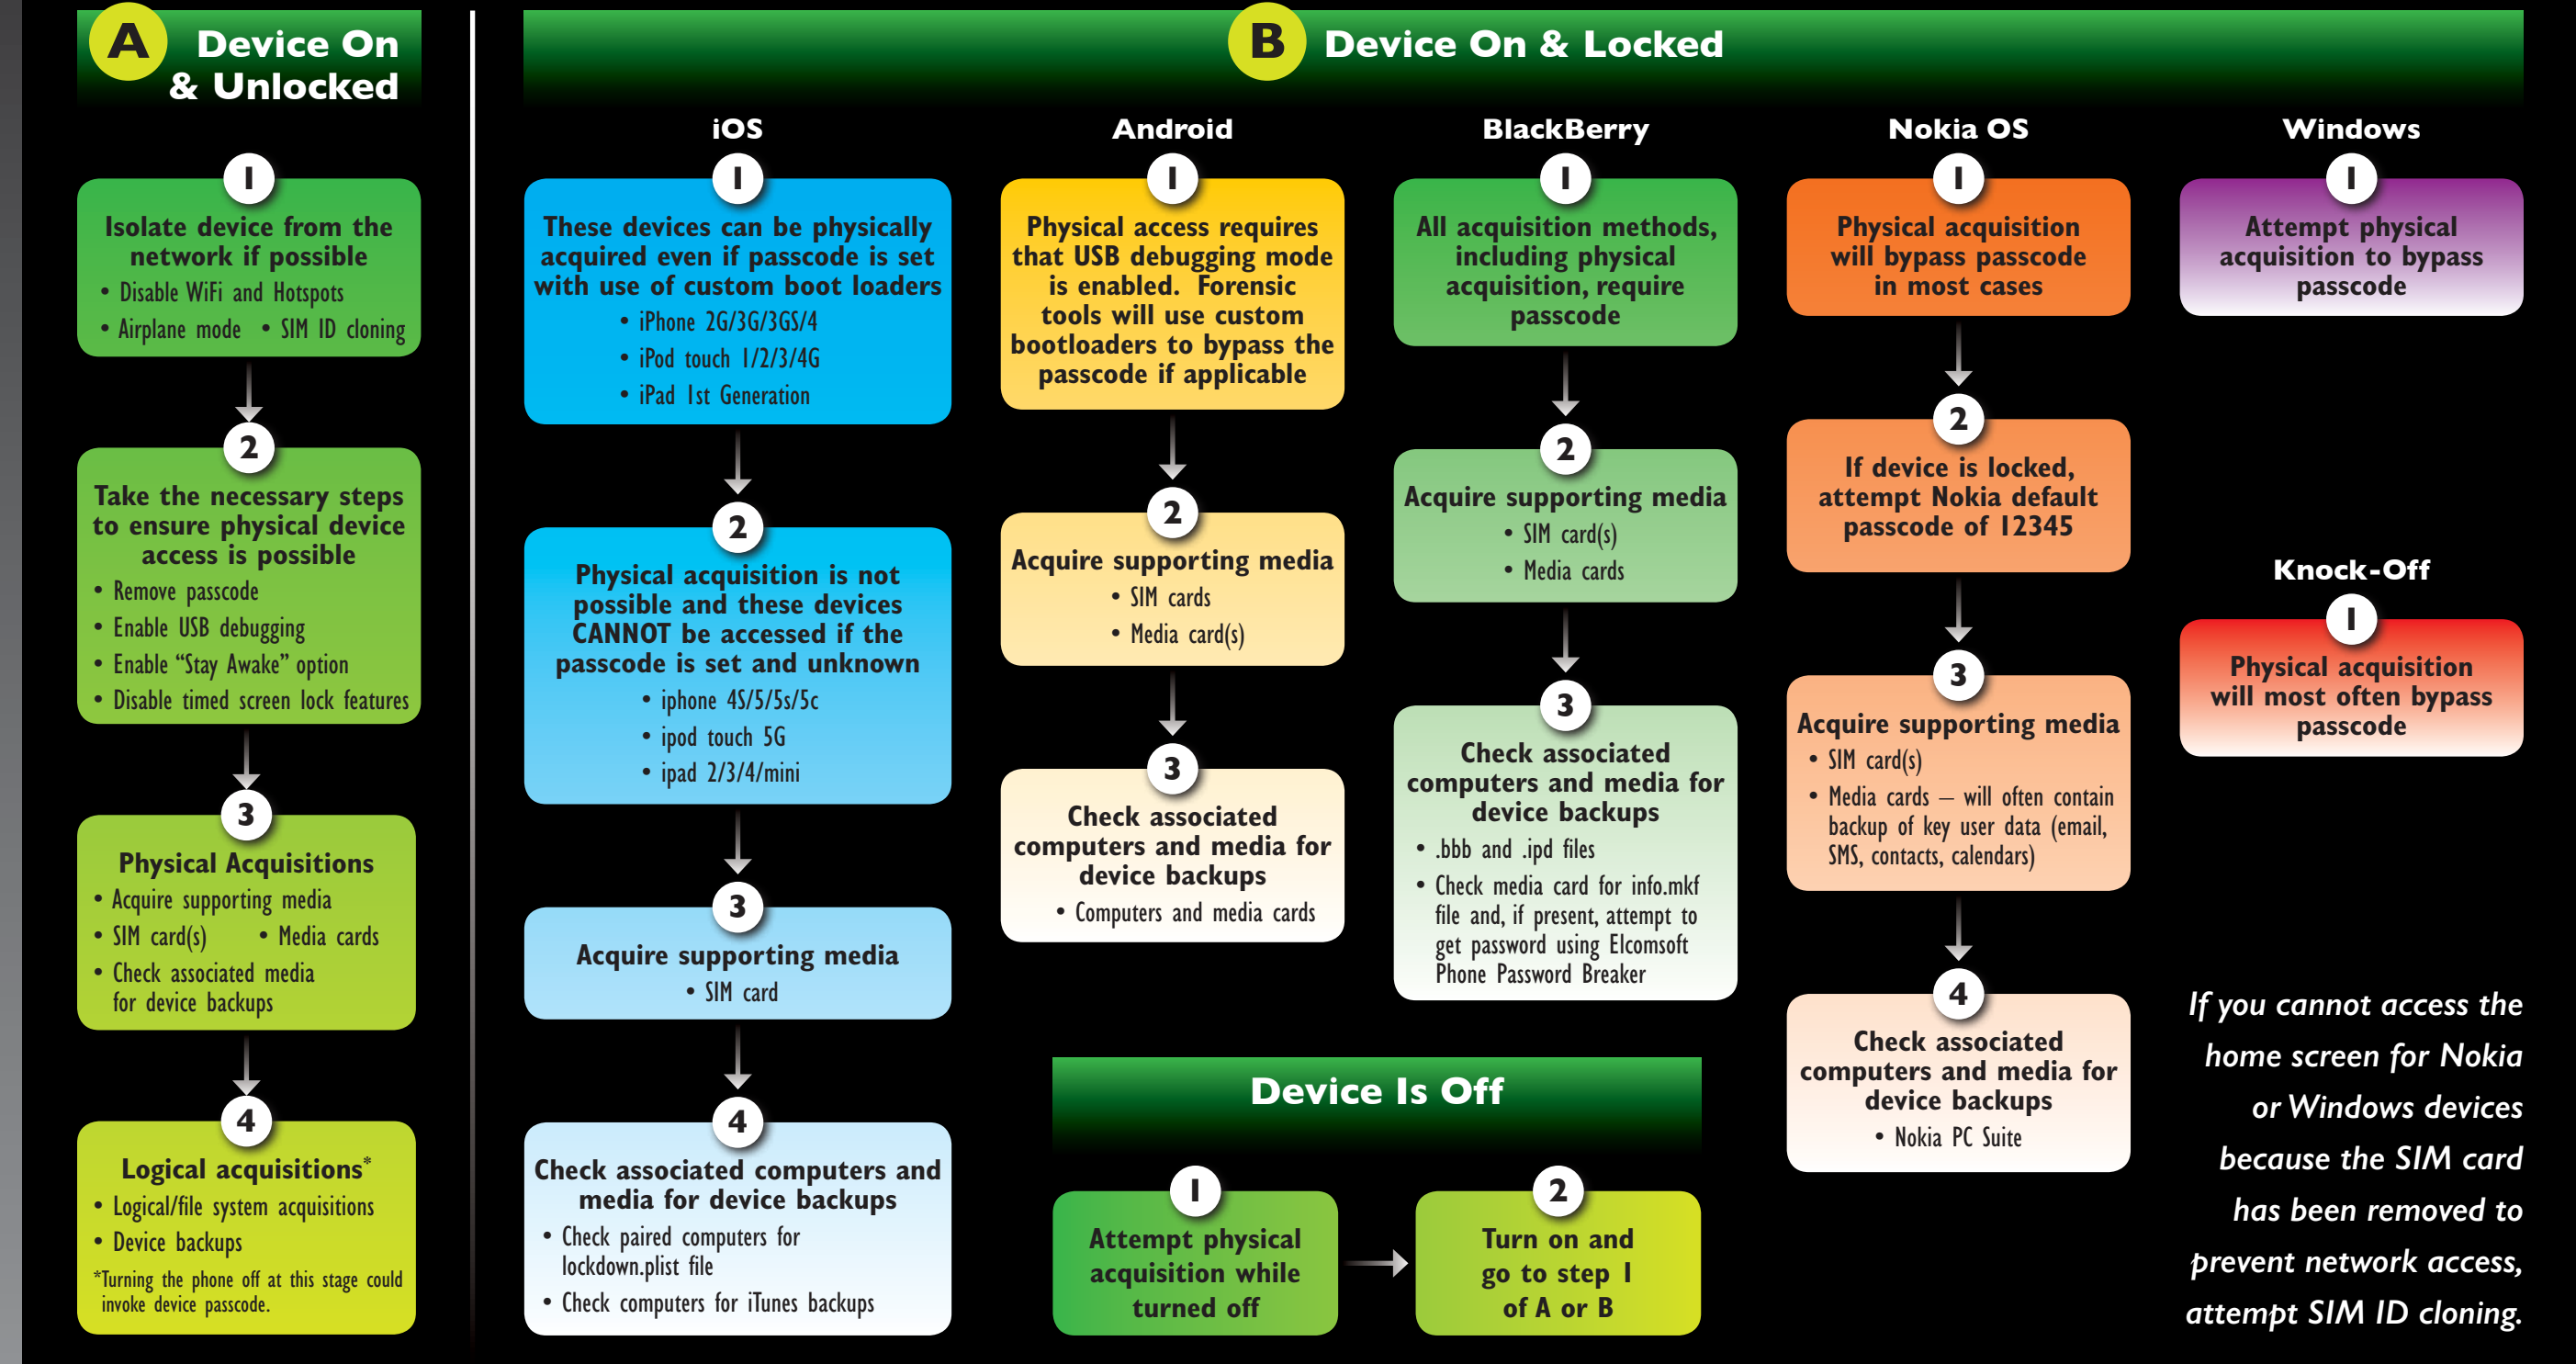 A
Device On
& Unlocked
1
Isolate device from the
network if possible
• Disable WiFi and Hotspots
• Airplane mode • SIM ID cloning
2
Take the necessary steps
to ensure physical device
access is possible
• Remove passcode
• Enable USB debugging
• Enable “Stay Awake” option
• Disable timed screen lock features
3
Physical Acquisitions
• Acquire supporting media
• SIM card(s) • Media cards
• Check associated media
for device backups
4
Logical acquisitions*
• Logical/file system acquisitions
• Device backups
*Turning the phone off at this stage could
invoke device passcode.
B
Device On & Locked
iOS
1
These devices can be physically
acquired even if passcode is set
with use of custom boot loaders
• iPhone 2G/3G/3GS/4
• iPod touch 1/2/3/4G
• iPad 1st Generation
2
Physical acquisition is not
possible and these devices
CANNOT be accessed if the
passcode is set and unknown
• iphone 4S/5/5s/5c
• ipod touch 5G
• ipad 2/3/4/mini
3
Acquire supporting media
• SIM card
4
Check associated computers and
media for device backups
• Check paired computers for
lockdown.plist file
• Check computers for iTunes backups
Android
1
Physical access requires
that USB debugging mode
is enabled. Forensic
tools will use custom
bootloaders to bypass the
passcode if applicable
2
Acquire supporting media
• SIM cards
• Media card(s)
3
Check associated
computers and media for
device backups
• Computers and media cards
BlackBerry
1
All acquisition methods,
including physical
acquisition, require
passcode
2
Acquire supporting media
• SIM card(s)
• Media cards
3
Check associated
computers and media for
device backups
• .bbb and .ipd files
• Check media card for info.mkf
file and, if present, attempt to
get password using Elcomsoft
Phone Password Breaker
Nokia OS
1
Physical acquisition
will bypass passcode
in most cases
2
If device is locked,
attempt Nokia default
passcode of 12345
3
Acquire supporting media
• SIM card(s)
• Media cards – will often contain
backup of key user data (email,
SMS, contacts, calendars)
4
Check associated
computers and media for
device backups
• Nokia PC Suite
Windows
1
Attempt physical
acquisition to bypass
passcode
Knock-Off
1
Physical acquisition
will most often bypass
passcode
If you cannot access the
home screen for Nokia
or Windows devices
because the SIM card
has been removed to
prevent network access,
attempt SIM ID cloning.
Device Is Off
1
Attempt physical
acquisition while
turned off
2
Turn on and
go to step 1
of A or B